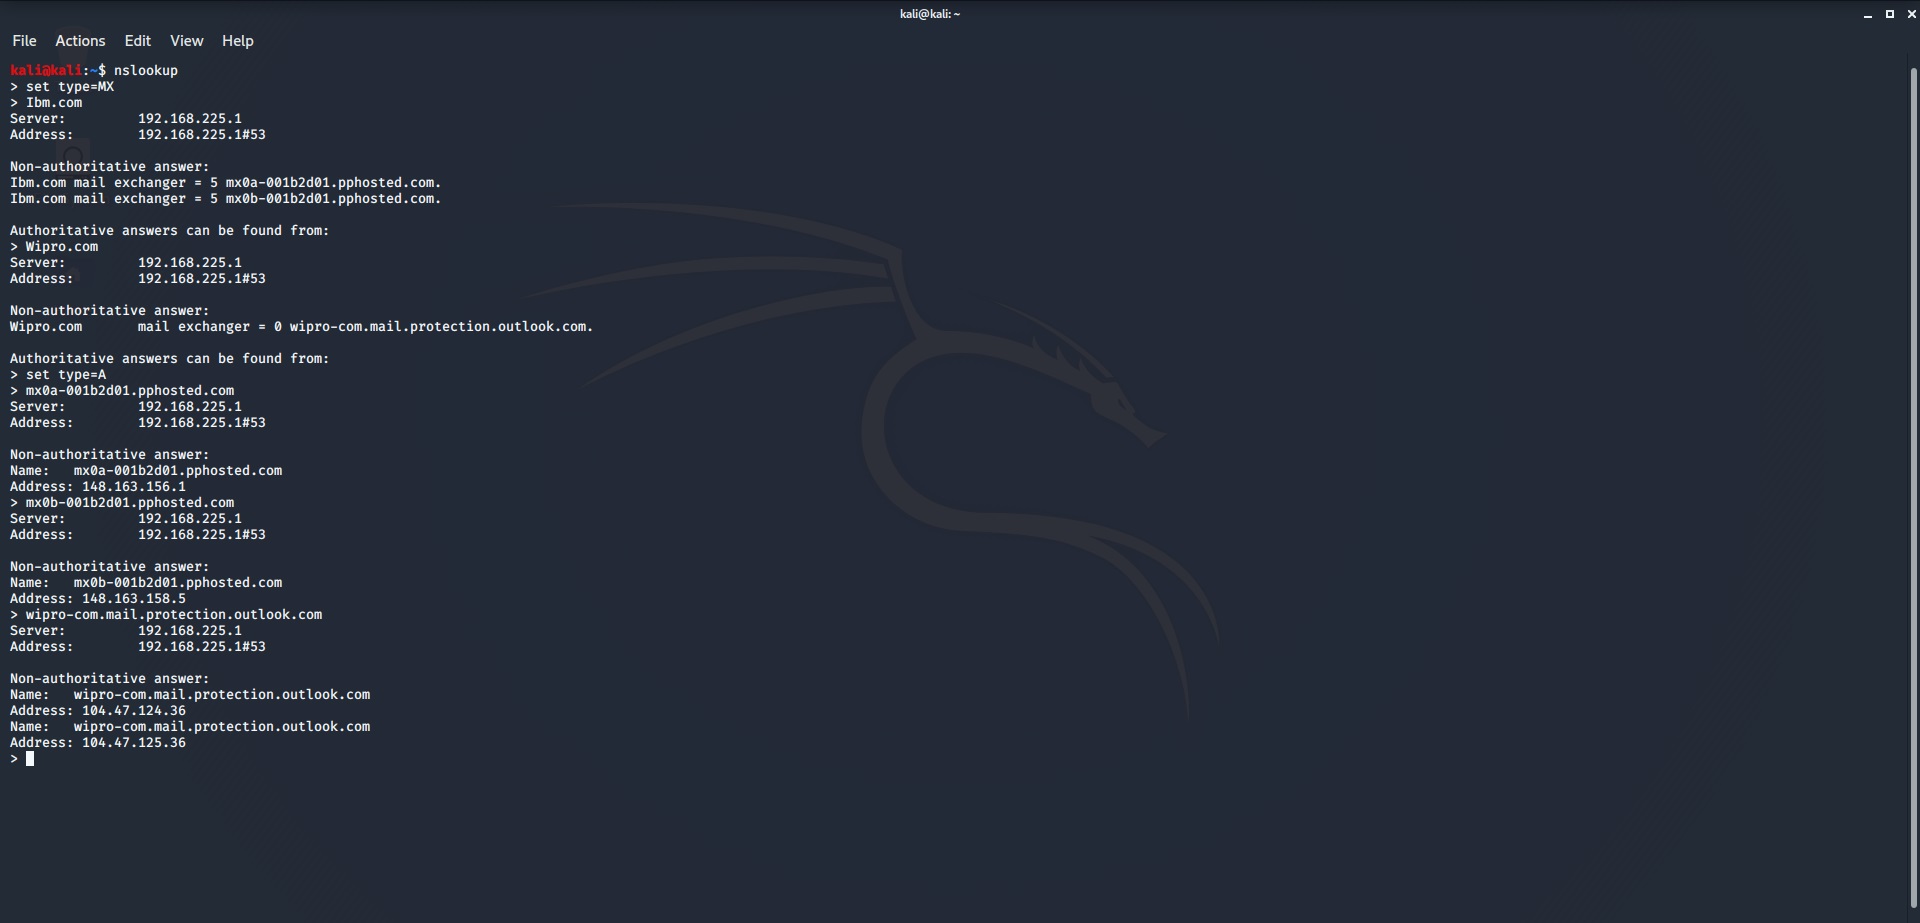 kali@kali: ~
File Actions Edit View Help
kali@kali:~$ nslookup
> set type=MX
> Ibm.com
Server: 192.168.225.1
Address: 192.168.225.1#53
Non-authoritative answer:
Ibm.com mail exchanger = 5 mx0a-001b2d01.pphosted.com.
Ibm.com mail exchanger = 5 mx0b-001b2d01.pphosted.com.
Authoritative answers can be found from:
> Wipro.com
Server: 192.168.225.1
Address: 192.168.225.1#53
Non-authoritative answer:
Wipro.com mail exchanger = 0 wipro-com.mail.protection.outlook.com.
Authoritative answers can be found from:
> set type=A
> mx0a-001b2d01.pphosted.com
Server: 192.168.225.1
Address: 192.168.225.1#53
Non-authoritative answer:
Name: mx0a-001b2d01.pphosted.com
Address: 148.163.156.1
> mx0b-001b2d01.pphosted.com
Server: 192.168.225.1
Address: 192.168.225.1#53
Non-authoritative answer:
Name: mx0b-001b2d01.pphosted.com
Address: 148.163.158.5
> wipro-com.mail.protection.outlook.com
Server: 192.168.225.1
Address: 192.168.225.1#53
Non-authoritative answer:
Name: wipro-com.mail.protection.outlook.com
Address: 104.47.124.36
Name: wipro-com.mail.protection.outlook.com
Address: 104.47.125.36
>